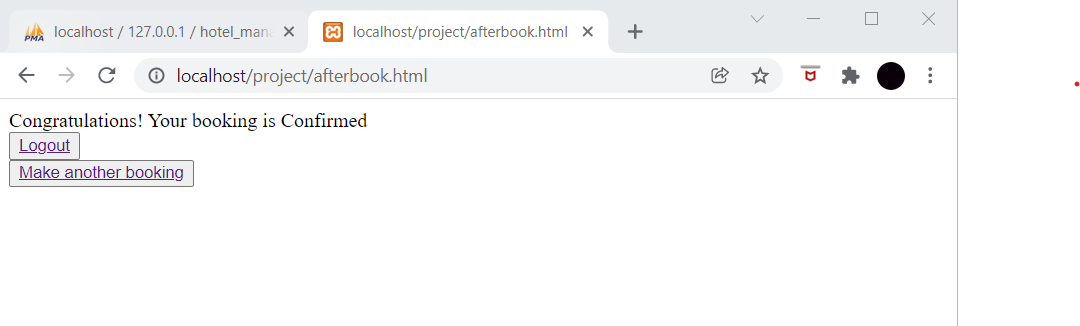 PMA localhost / 127.0.0.1 / hotel_mana
localhost/project/afterbook.html
localhost/project/afterbook.html
Congratulations! Your booking is Confirmed
Logout
Make another booking